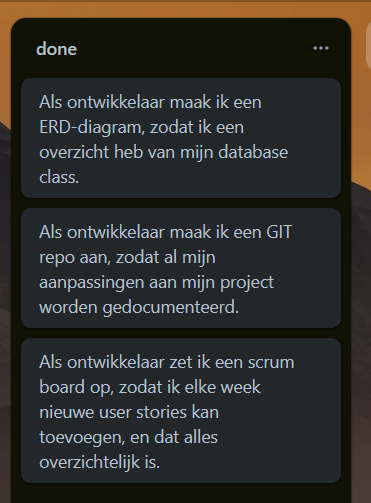 done
Als ontwikkelaar maak ik een
ERD-diagram, zodat ik een
overzicht heb van mijn database
class.
Als ontwikkelaar maak ik een GIT
repo aan, zodat al mijn
aanpassingen aan mijn project
worden gedocumenteerd.
Als ontwikkelaar zet ik een scrum
board op, zodat ik elke week
nieuwe user stories kan
toevoegen, en dat alles
overzichtelijk is.